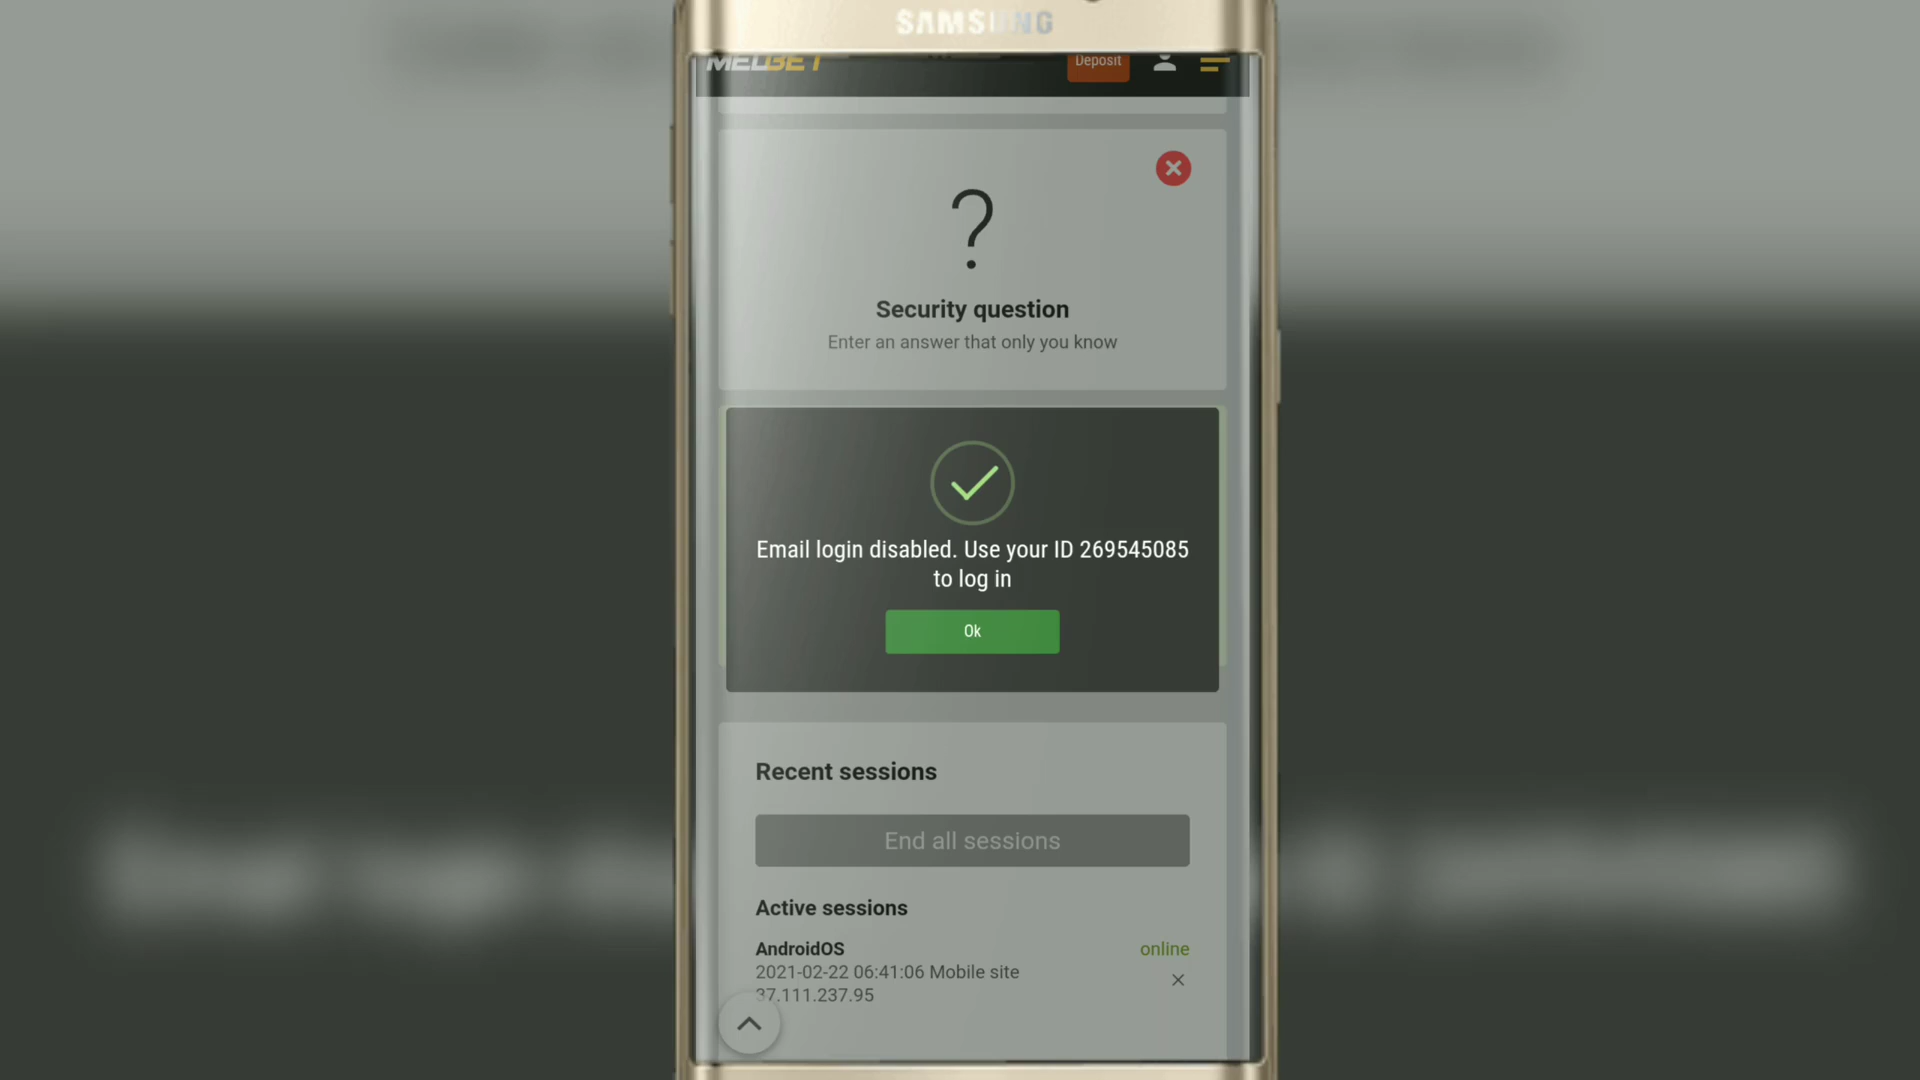 SAMSUNG
MELBET
Deposit
?
Security question
Enter an answer that only you know
Email login disabled. Use your ID 269545085
to log in
Ok
Recent sessions
End all sessions
Active sessions
AndroidOS
online
2021-02-22 06:41:06 Mobile site
37.111.237.95